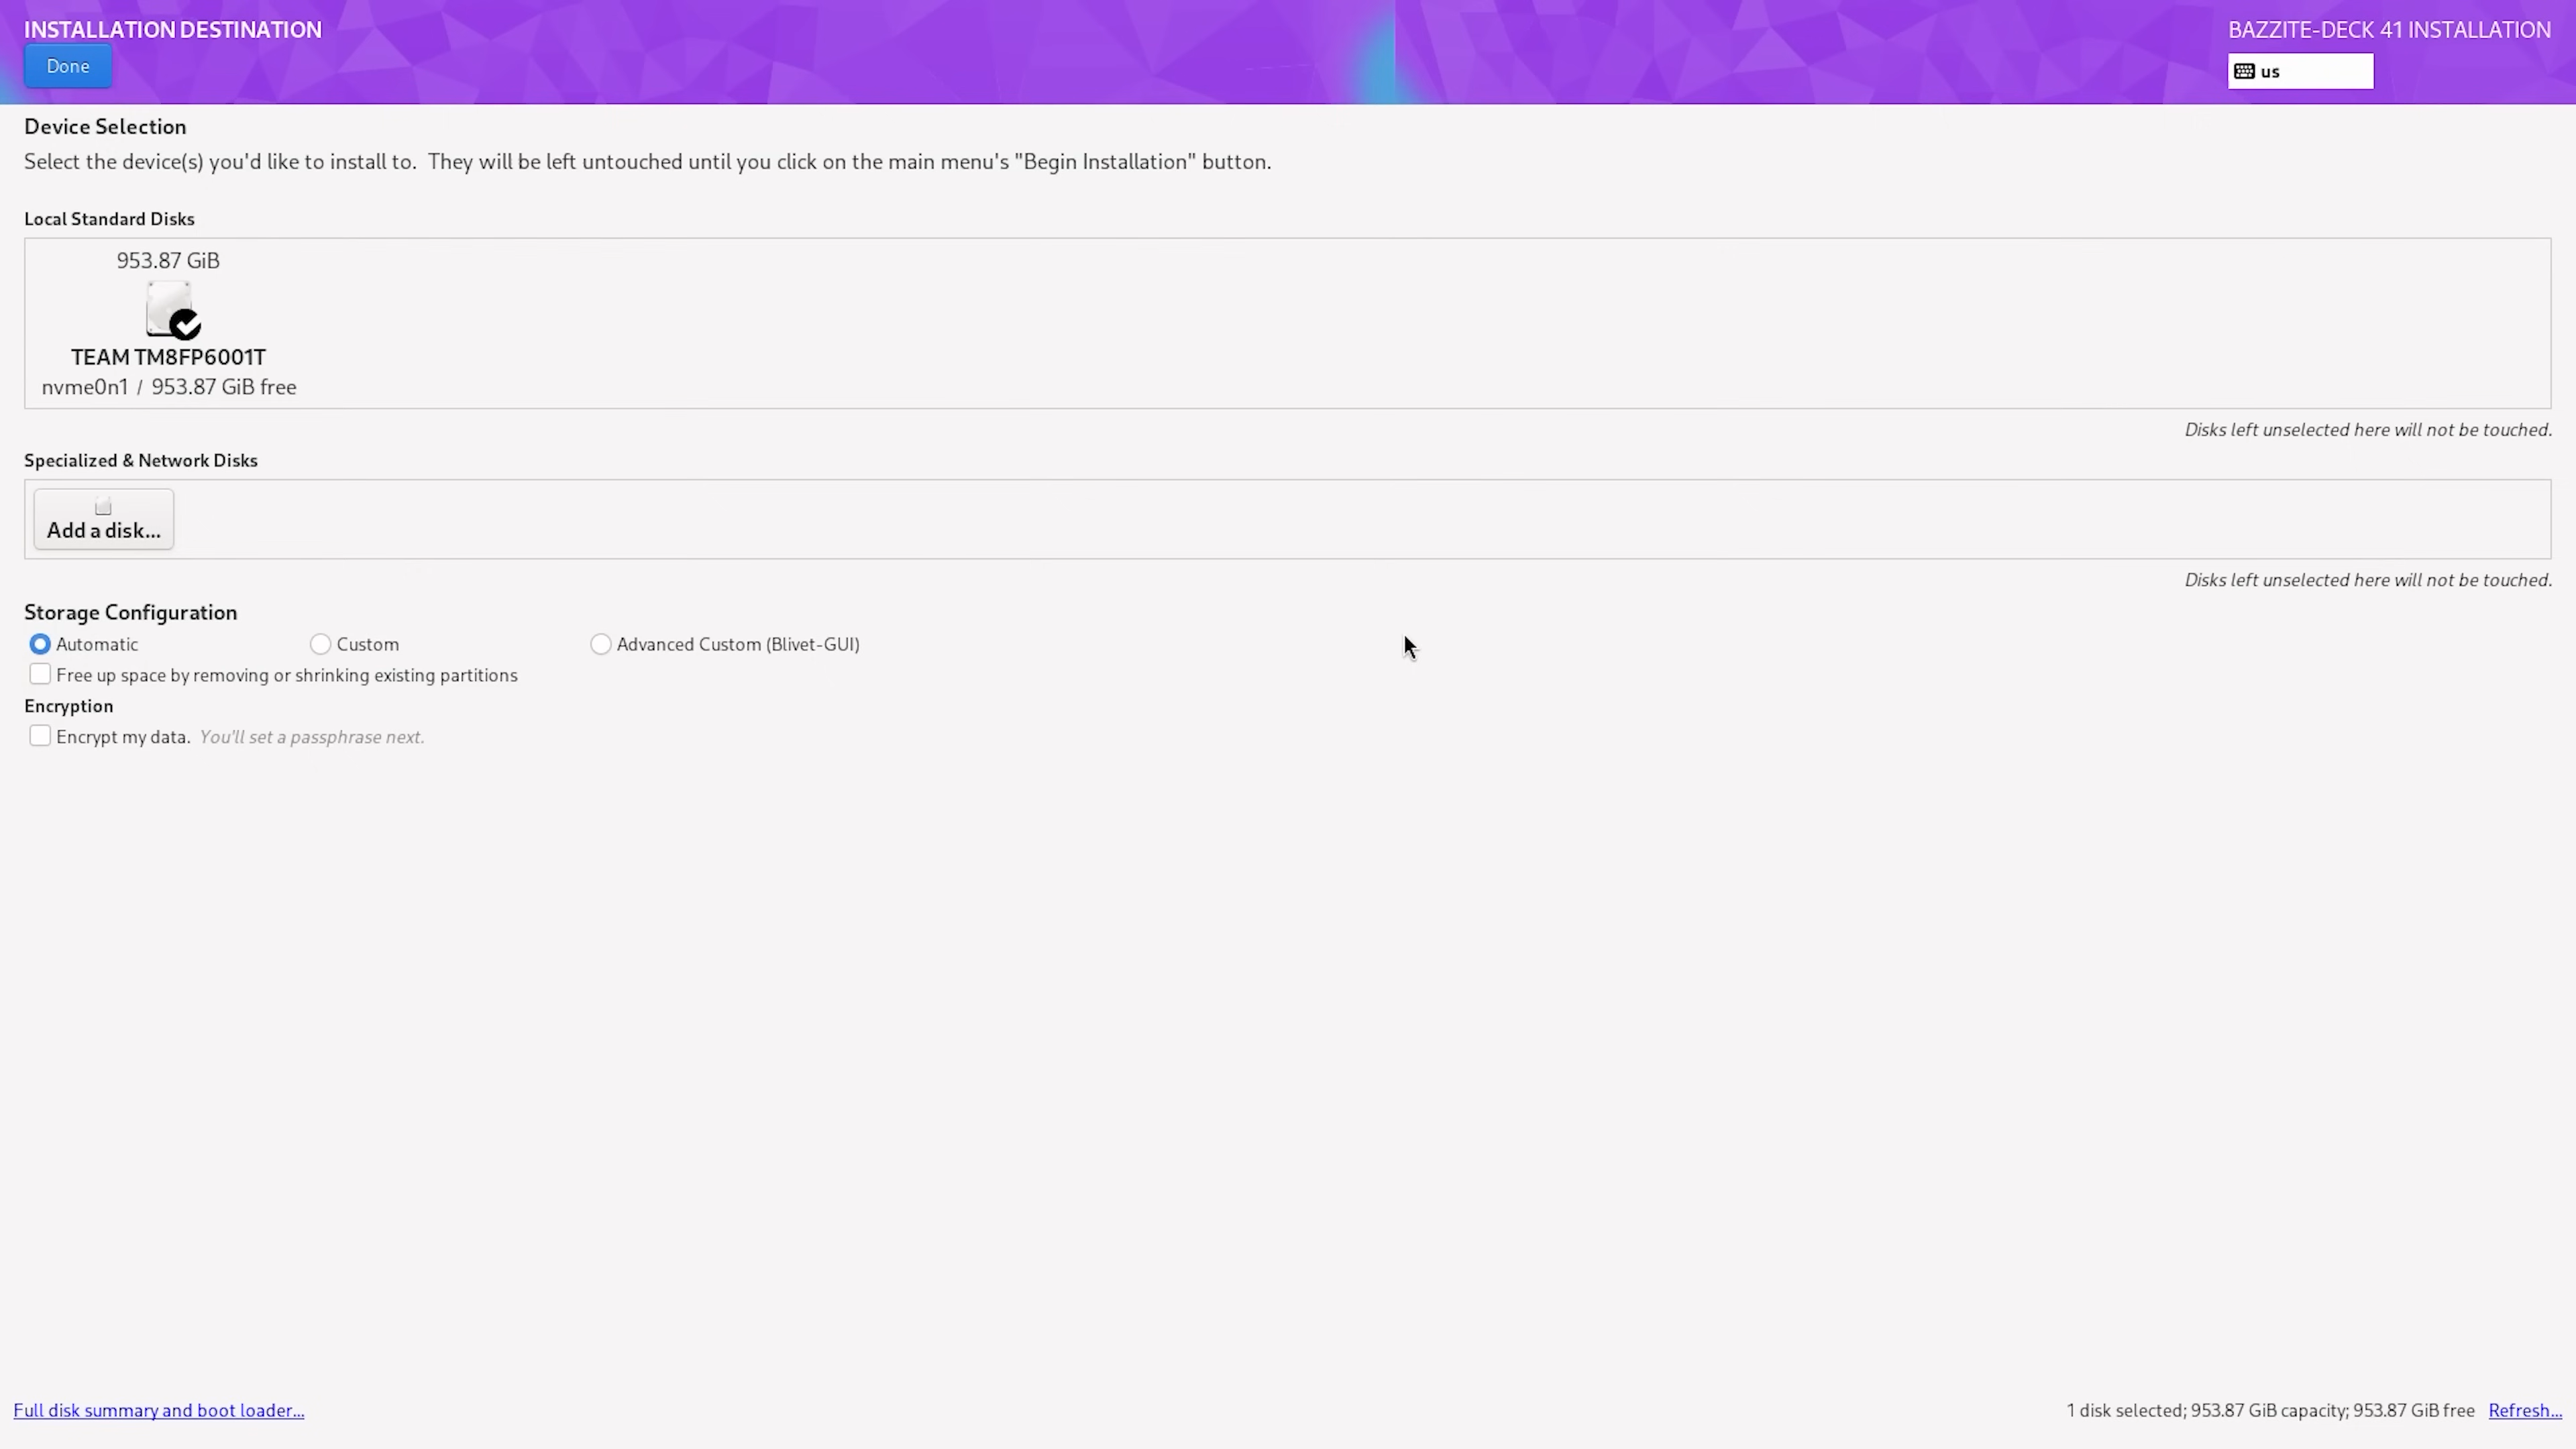 INSTALLATION DESTINATION
Done
BAZZITE-DECK 41 INSTALLATION
us
Device Selection
Select the device(s) you'd like to install to.  They will be left untouched until you click on the main menu's "Begin Installation" button.
Local Standard Disks
953.87 GiB
TEAM TM8FP6001T
nvme0n1 / 953.87 GiB free
Disks left unselected here will not be touched.
Specialized & Network Disks
Add a disk...
Disks left unselected here will not be touched.
Storage Configuration
Automatic Custom Advanced Custom (Blivet-GUI)
Free up space by removing or shrinking existing partitions
Encryption
Encrypt my data. You'll set a passphrase next.
Full disk summary and boot loader... 1 disk selected; 953.87 GiB capacity; 953.87 GiB free Refresh...